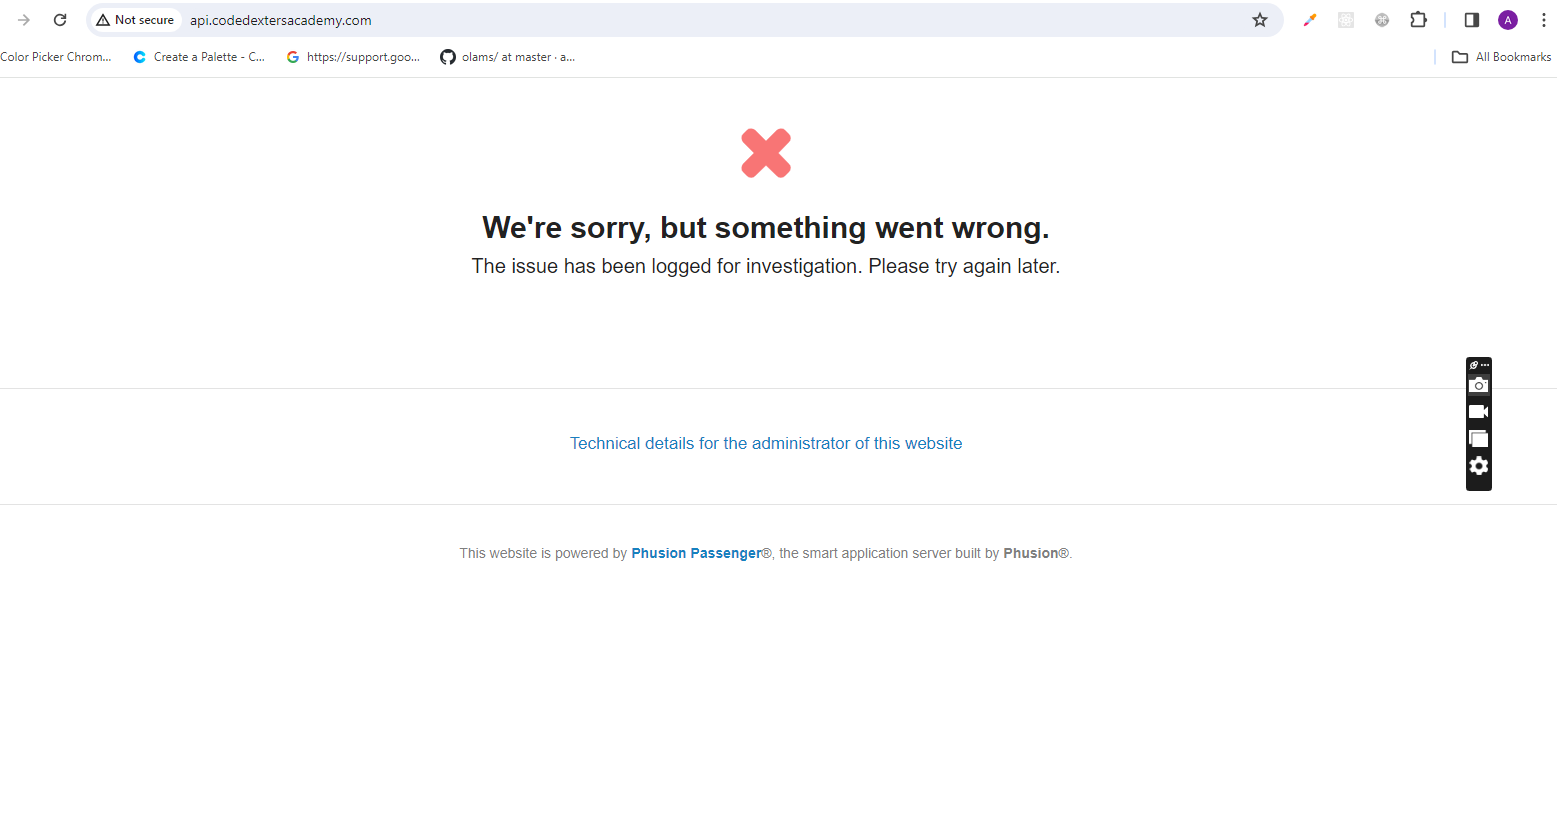 Not secure api.codedextersacademy.com A
Color Picker Chrom... Create a Palette - C... https://support.goo... olams/ at master · a... All Bookmarks
We're sorry, but something went wrong.
The issue has been logged for investigation. Please try again later.
Technical details for the administrator of this website
This website is powered by Phusion Passenger®, the smart application server built by Phusion®.